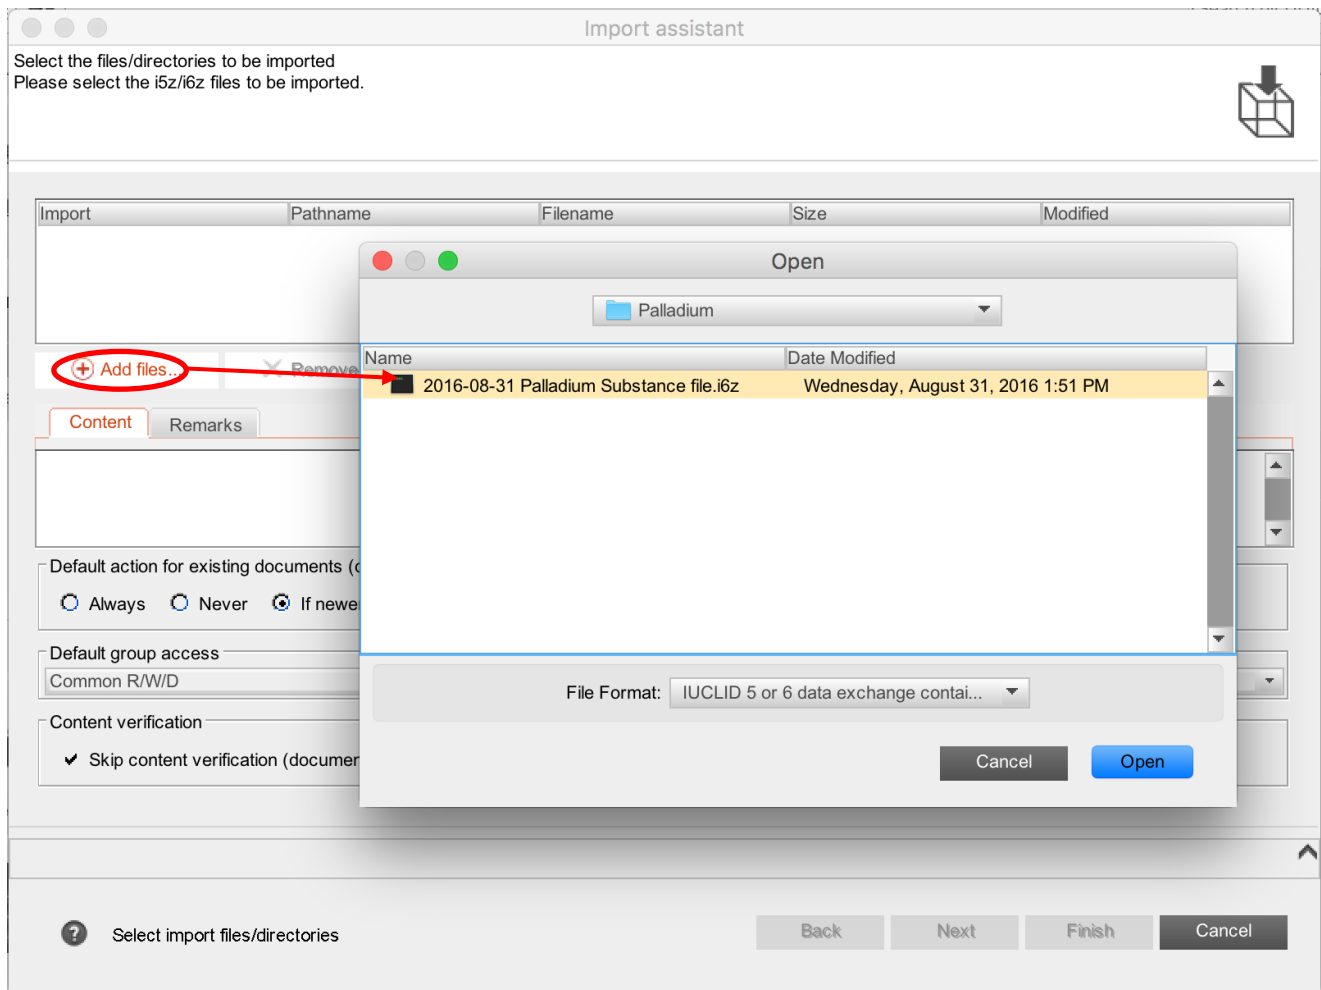 Import assistant
Select the files/directories to be imported
Please select the i5z/i6z files to be imported.
Import Pathname Filename Size Modified
Open
Palladium
Name Date Modified
Add files... Remove
2016-08-31 Palladium Substance file.i6z Wednesday, August 31, 2016 1:51 PM
Content Remarks
Default action for existing documents (
Always Never If newe
Default group access
Common R/W/D
File Format: IUCLID 5 or 6 data exchange contai...
Content verification
Skip content verification (documer
Cancel Open
? Select import files/directories
Back Next Finish Cancel